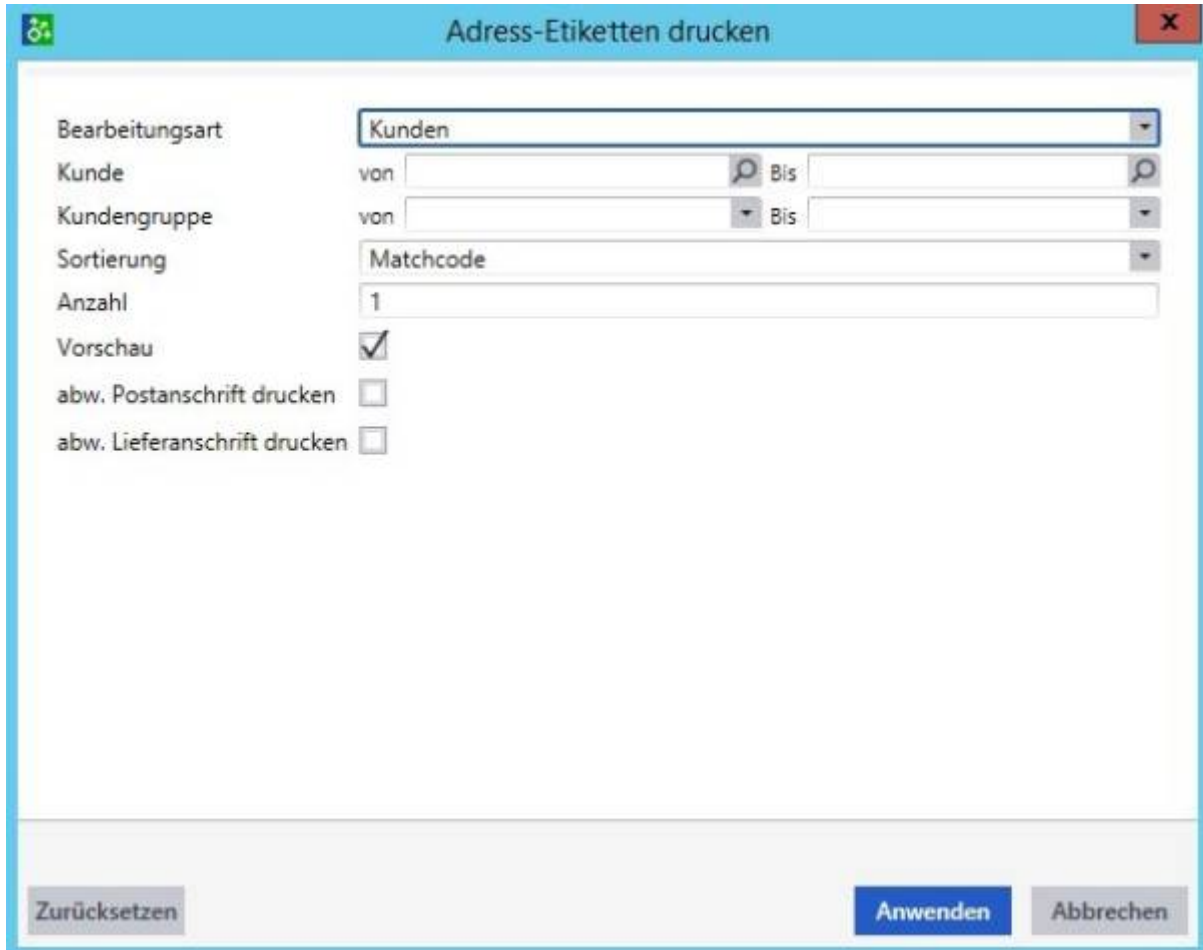 Adress-Etiketten drucken
x
Bearbeitungsart Kunden
Kunde von Bis
Kundengruppe von Bis
Sortierung Matchcode
Anzahl 1
Vorschau
abw. Postanschrift drucken
abw. Lieferanschrift drucken
Zurücksetzen Anwenden Abbrechen